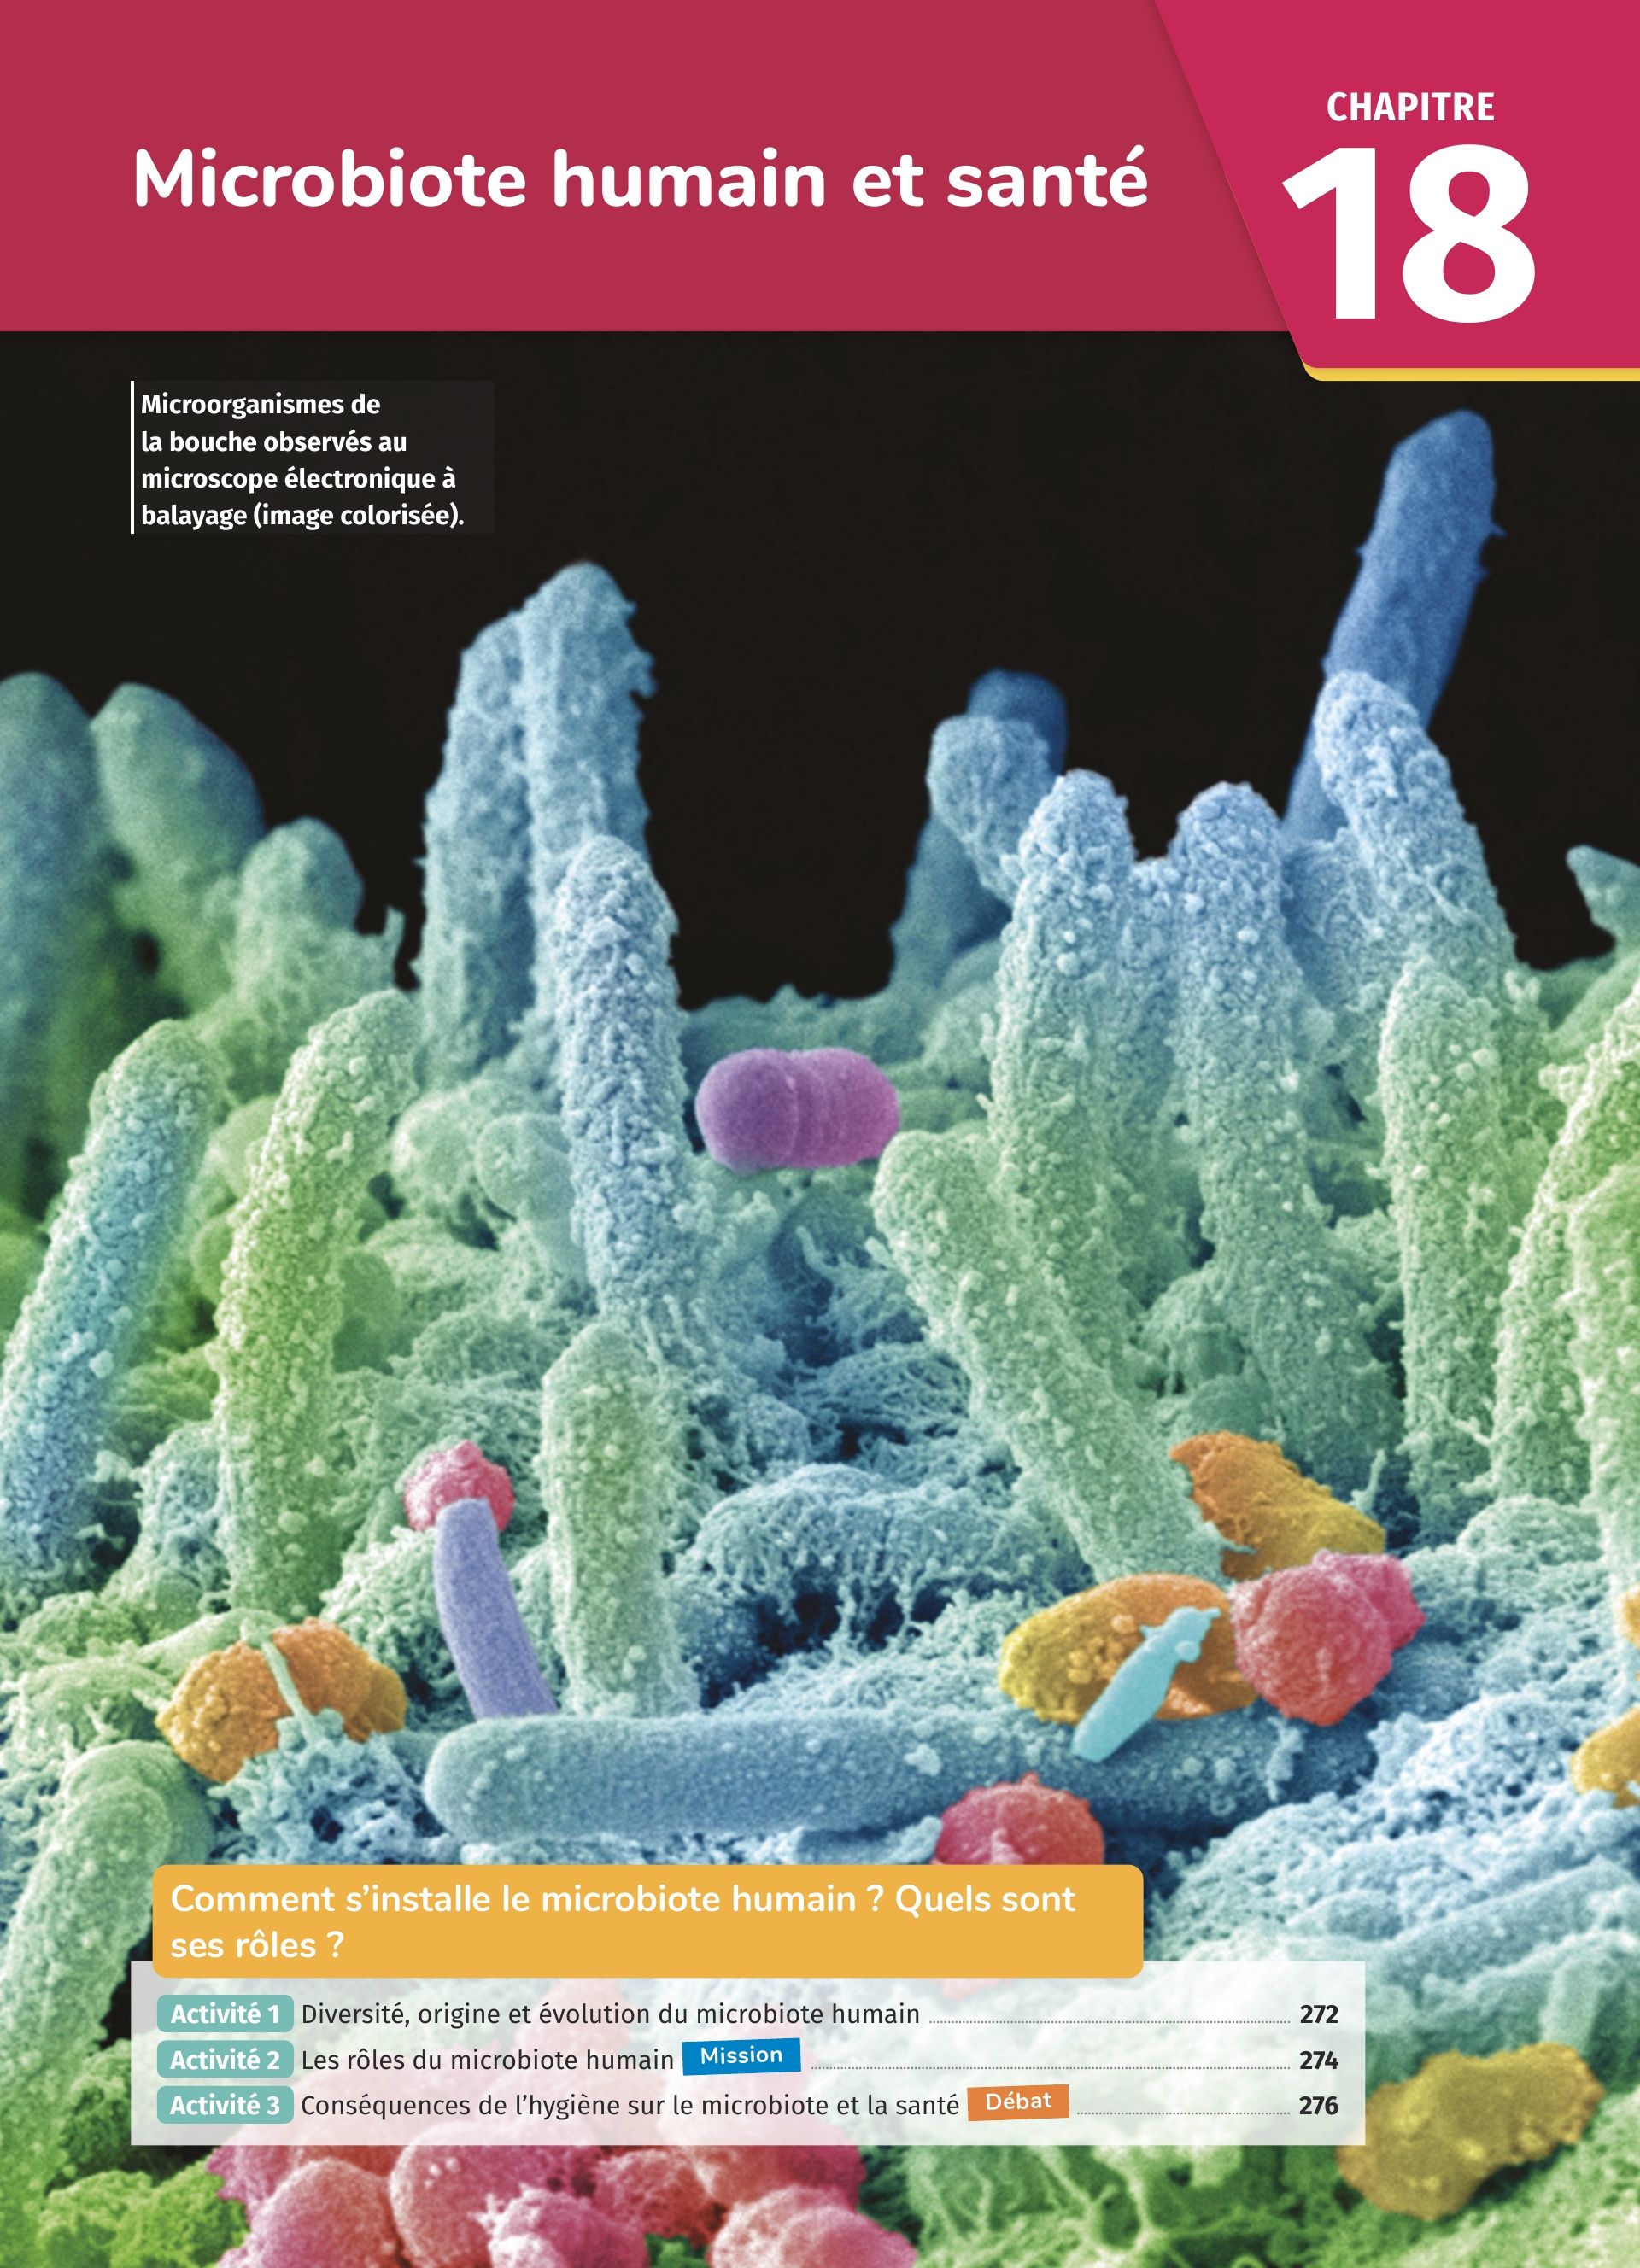 CHAPITRE
18
Microbiote humain et santé
Microorganismes de
la bouche observés au
microscope électronique à
balayage (image colorisée).
Comment s’installle le microbiote humain ? Quels sont
ses rôles ?
Activité 1 Diversité, origine et évolution du microbiote humain 272
Activité 2 Les rôles du microbiote humain Mission 274
Activité 3 Conséquences de l’hygiène sur le microbiote et la santé Débat 276